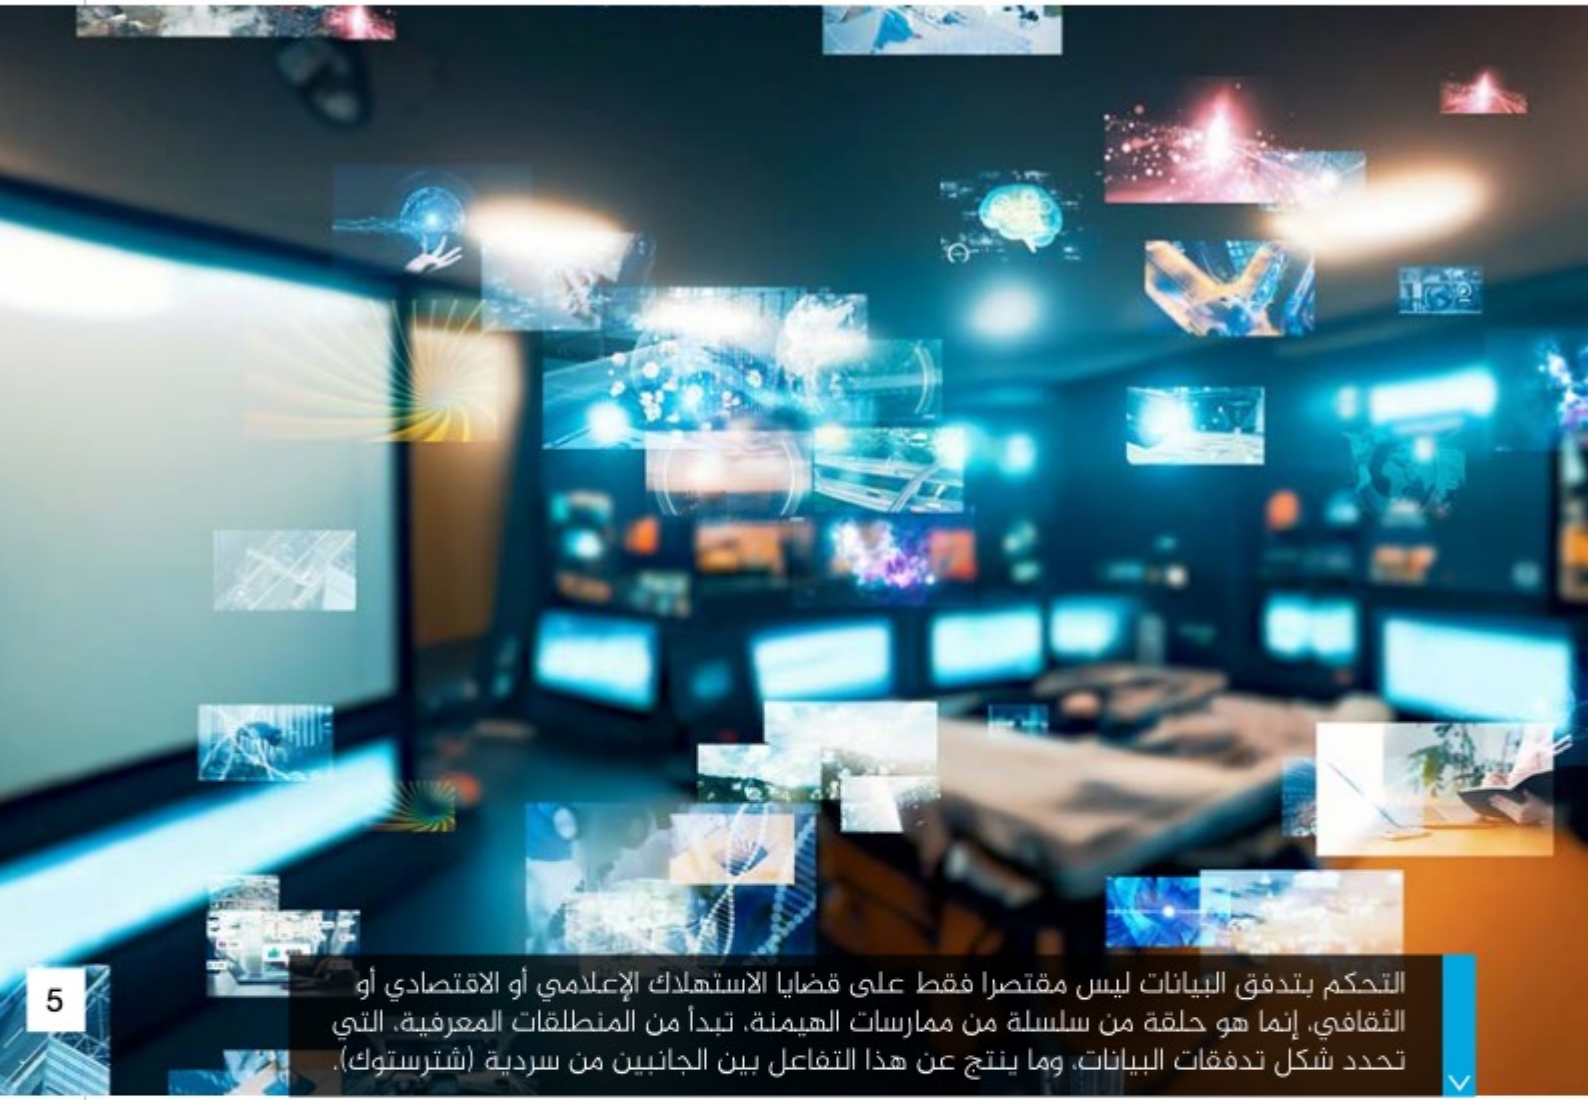 التحكم بتدفق البيانات ليس مقتصرا فقط على قضايا الاستهلاك الإعلامي أو الاقتصادي أو
الثقافي، إنما هو حلقة من سلسلة من ممارسات الهيمنة، تبدأ من المنطلقات المعرفية، التي
تحدد شكل تدفقات البيانات، وما ينتج عن هذا التفاعل بين الجانبين من سردية (شترستوك).
5